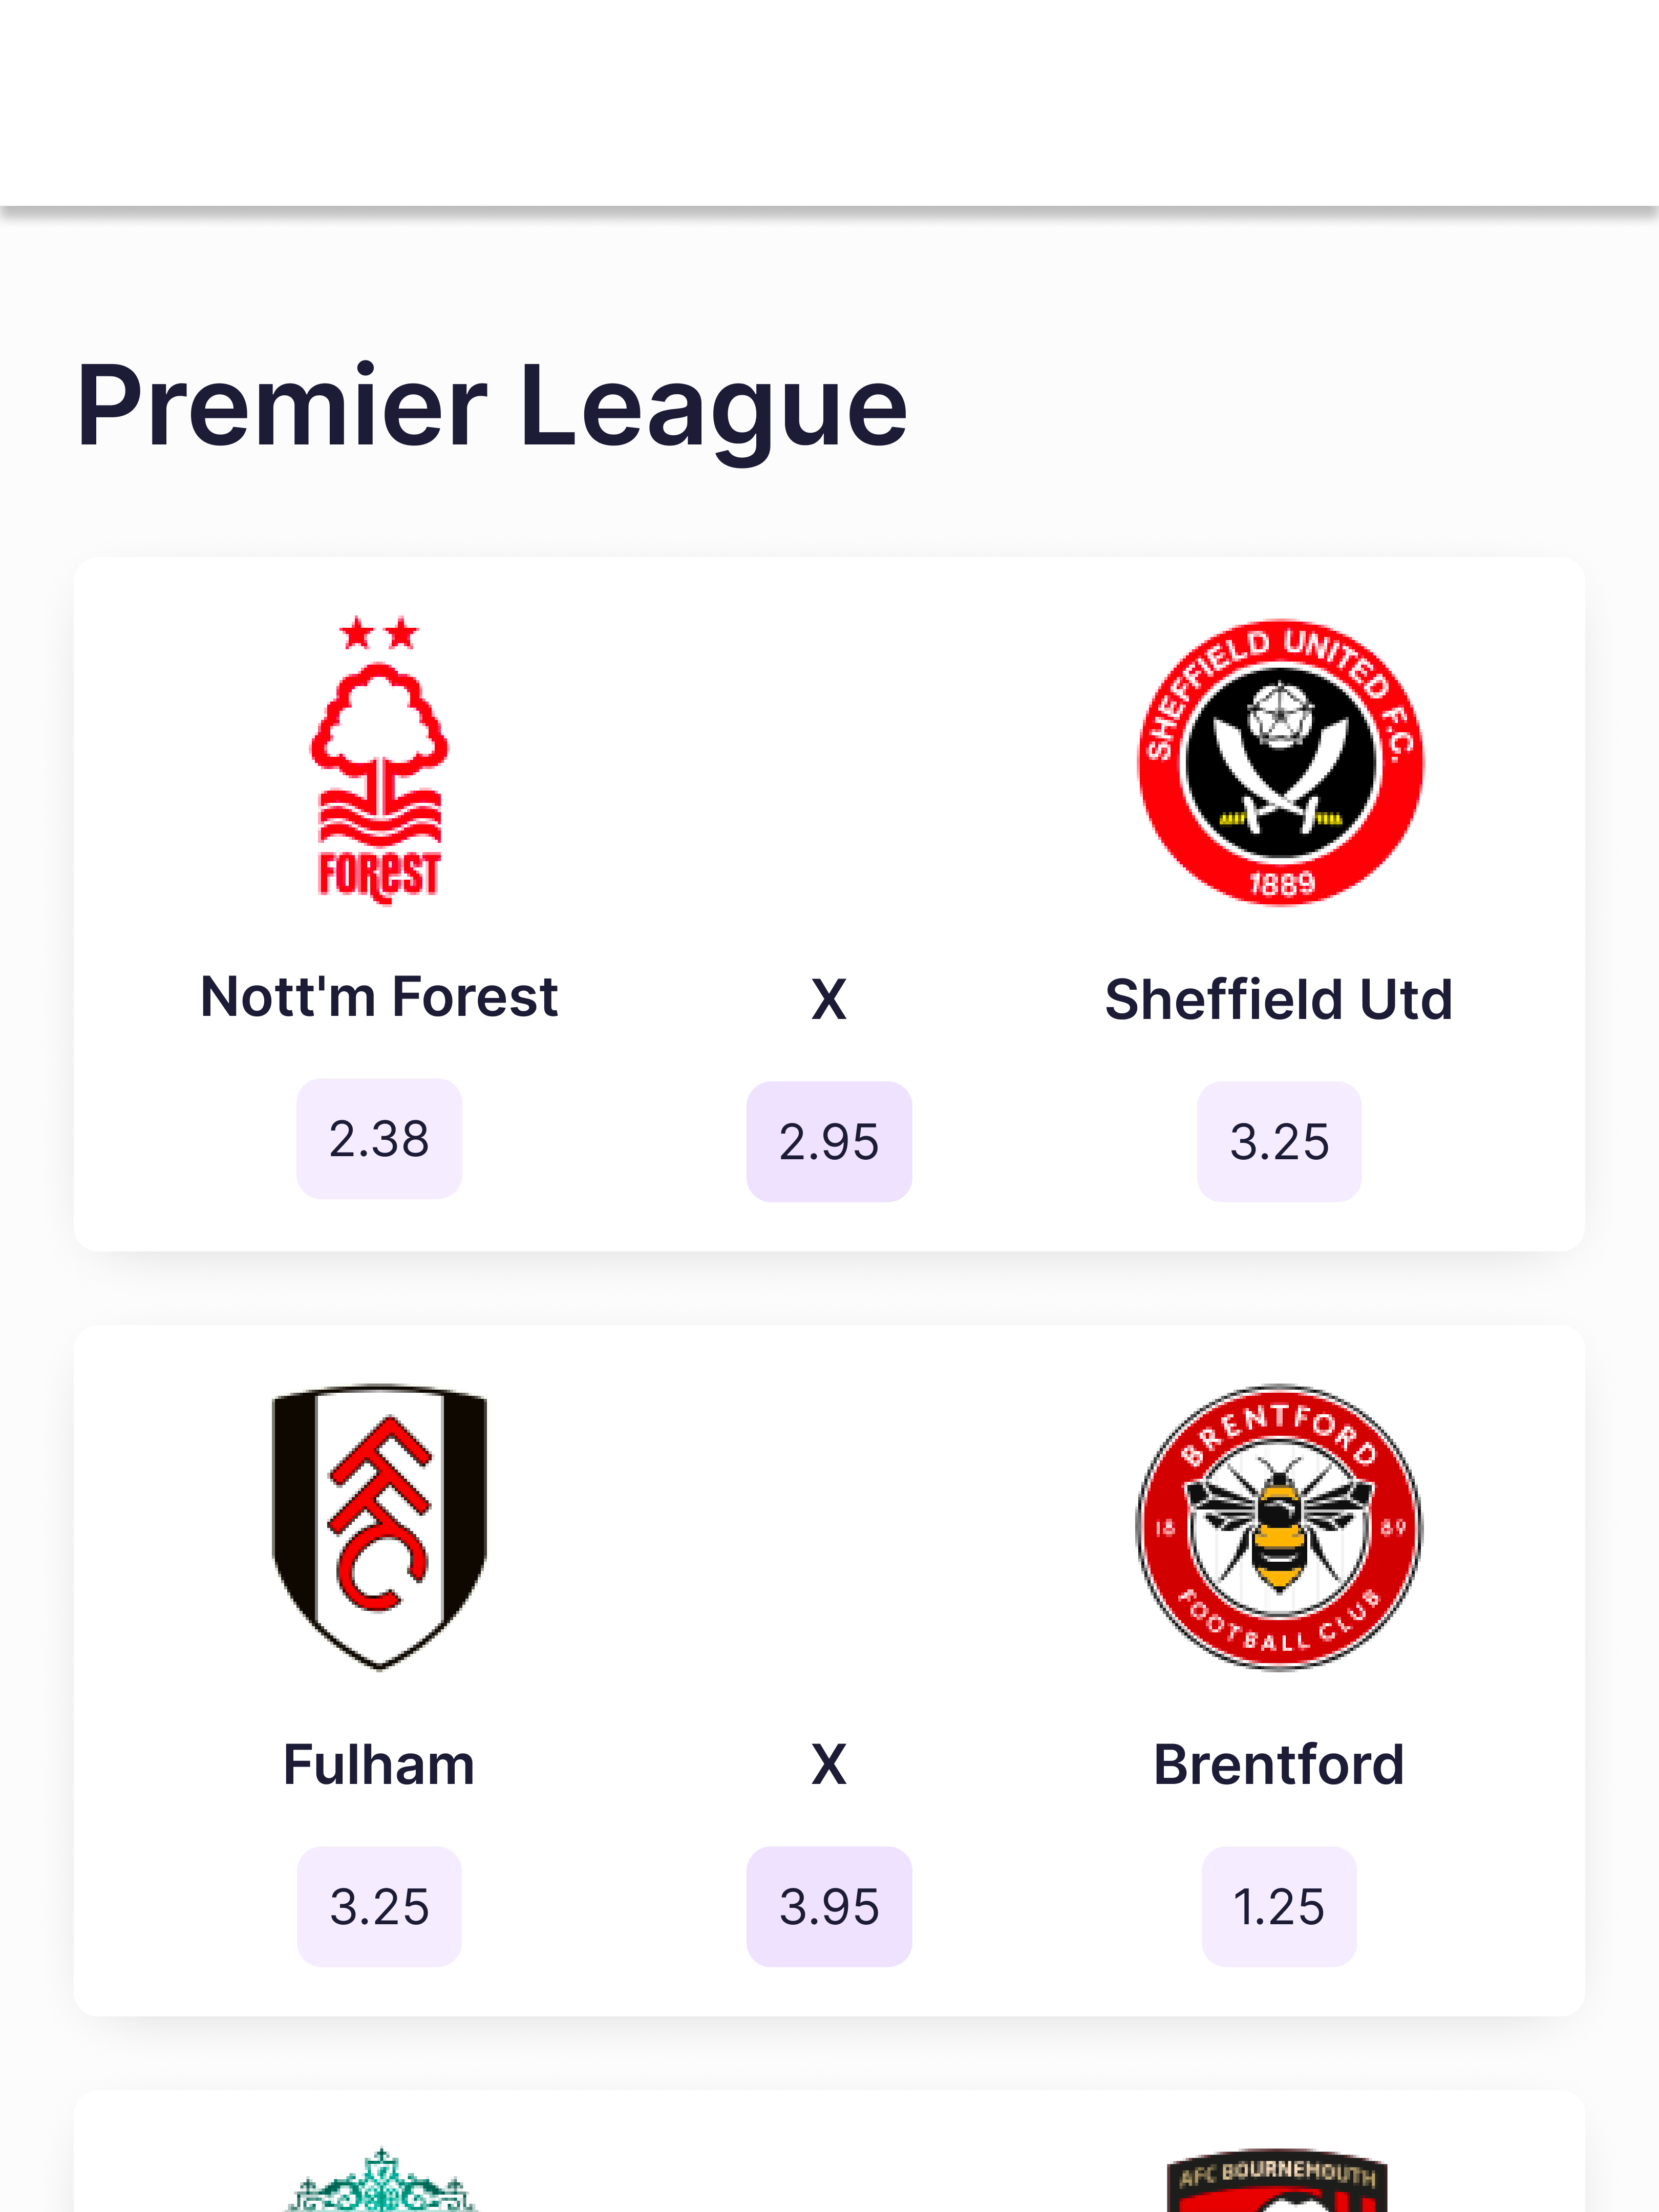 Premier League
SHEFFIELD UNITED F.C.
1889
FOREST
Nott'm Forest X Sheffield Utd
2.38 2.95 3.25
FFC
BRENTFORD
18 89
FOOTBALL CLUB
Fulham X Brentford
3.25 3.95 1.25
AFC BOURNEMOUTH